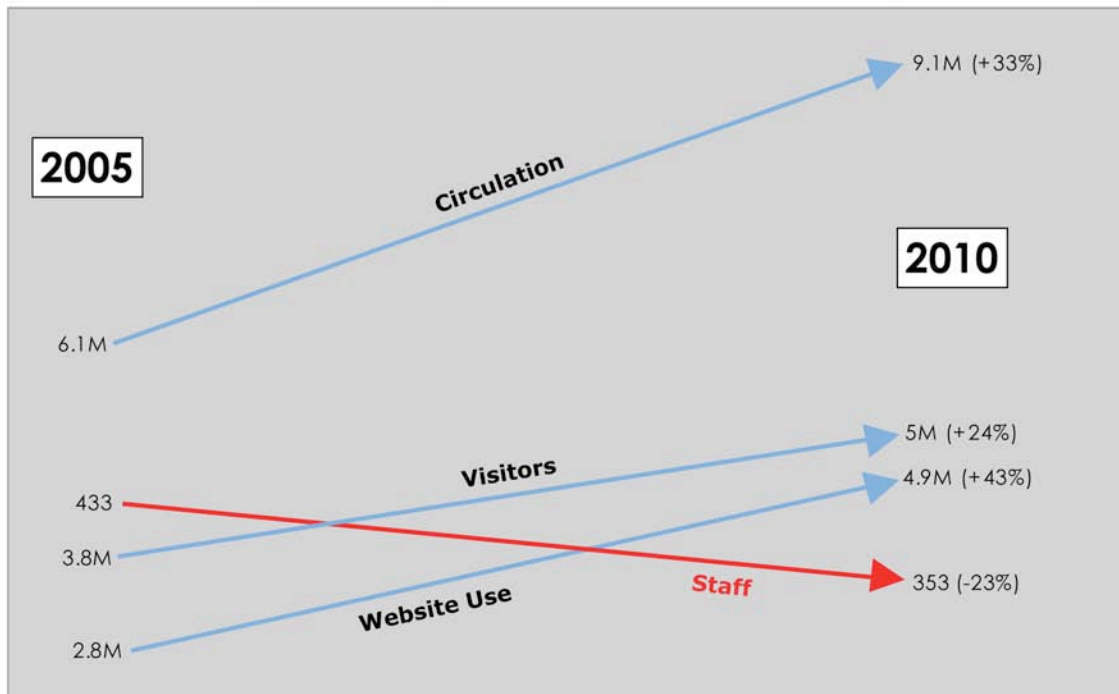 9.1M (+33%)
2005
Circulation
2010
6.1M
5M (+24%)
Visitors
4.9M (+43%)
433
3.8M
Staff
353 (-23%)
Website Use
2.8M